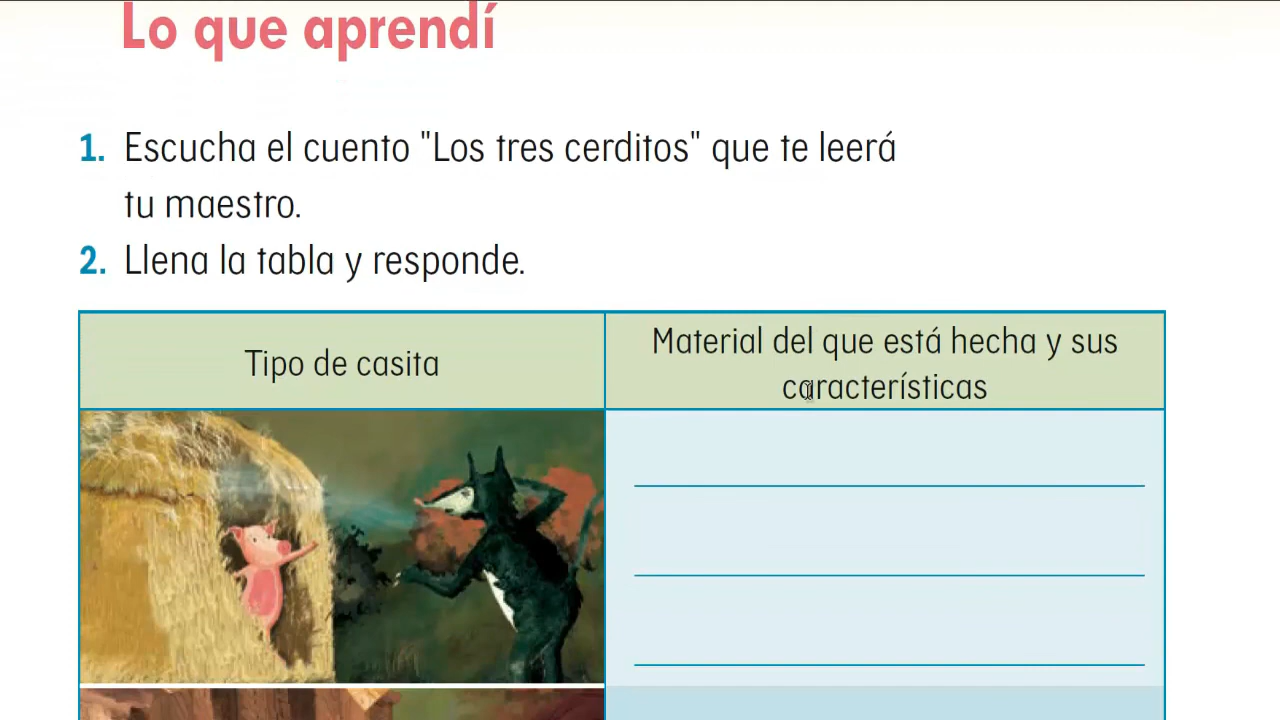 Lo que aprendí
1. Escucha el cuento "Los tres cerditos" que te leerá
tu maestro.
2. Llena la tabla y responde.
Tipo de casita
Material del que está hecha y sus
características